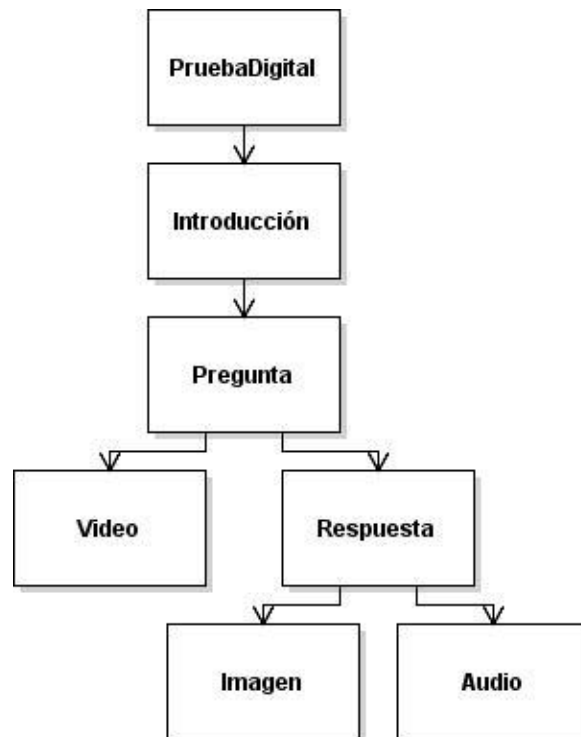 PruebaDigital
Introducción
Pregunta
Video
Respuesta
Imagen
Audio